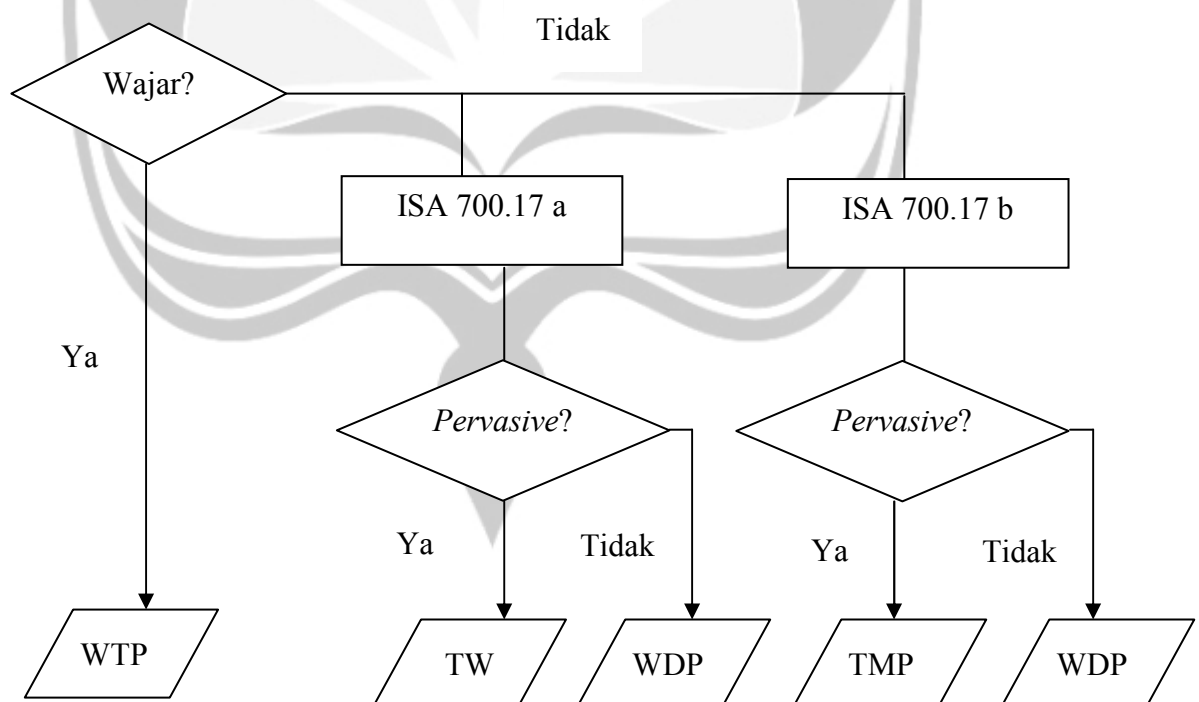 Tidak
Wajar?
ISA 700.17 a
ISA 700.17 b
Ya
Pervasive?
Pervasive?
Ya
Tidak
Ya
Tidak
WTP
TW
WDP
TMP
WDP